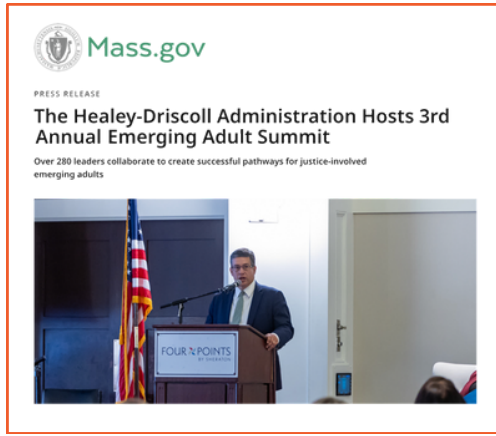 Mass.gov
PRESS RELEASE
The Healey-Driscoll Administration Hosts 3rd
Annual Emerging Adult Summit
Over 280 leaders collaborate to create successful pathways for justice-involved
emerging adults
FOUR POINTS
BY SHERATON